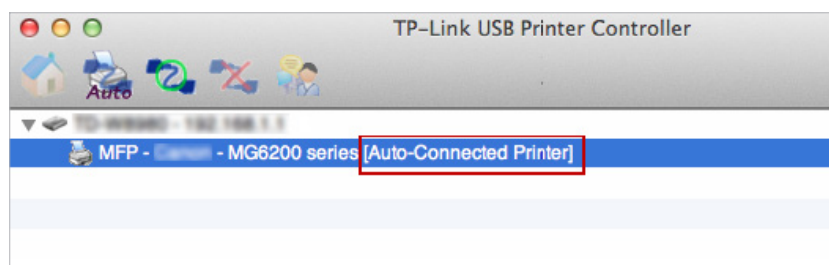 TP-Link USB Printer Controller
Auto
MFP - - MG6200 series [Auto-Connected Printer]